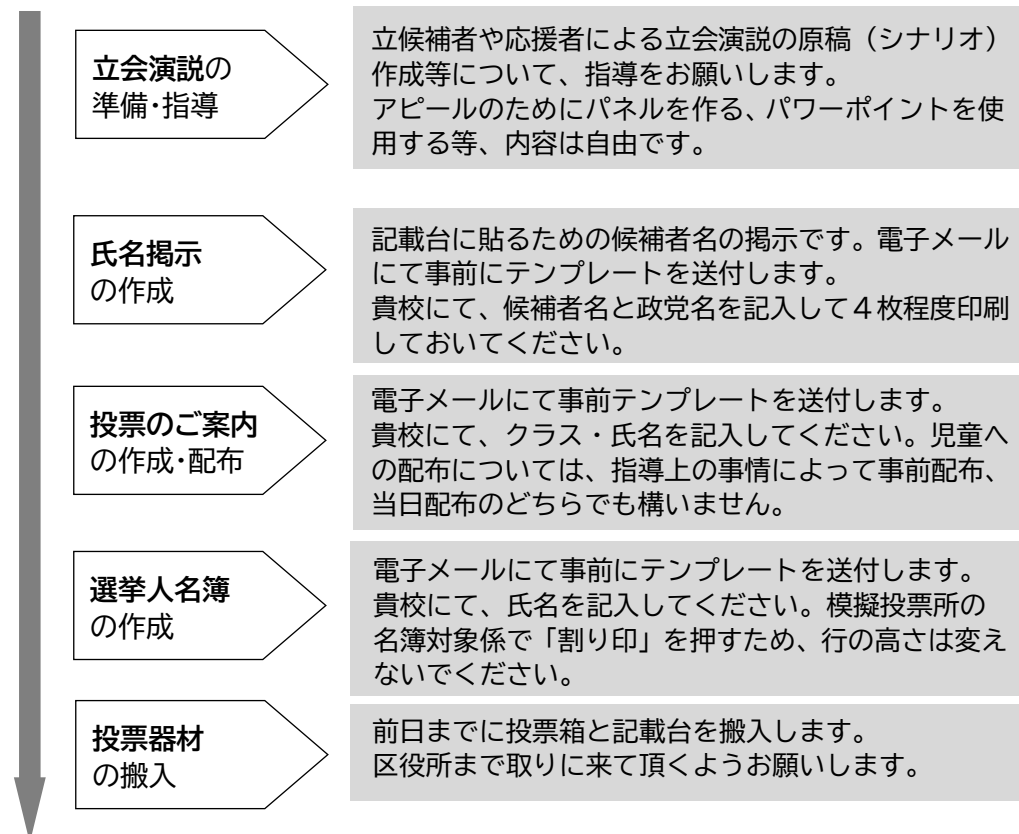 立会演説の
準備・指導
立候補者や応援者による立会演説の原稿（シナリオ）
作成等について、指導をお願いします。
アピールのためにパネルを作る、パワーポイントを使
用する等、内容は自由です。
氏名掲示
の作成
記載台に貼るための候補者名の掲示です。電子メール
にて事前にテンプレートを送付します。
貴校にて、候補者名と政党名を記入して４枚程度印刷
しておいてください。
投票のご案内
の作成・配布
電子メールにて事前テンプレートを送付します。
貴校にて、クラス・氏名を記入してください。児童へ
の配布については、指導上の事情によって事前配布、
当日配布のどちらでも構いません。
選挙人名簿
の作成
電子メールにて事前にテンプレートを送付します。
貴校にて、氏名を記入してください。模擬投票所の
名簿対象係で「割り印」を押すため、行の高さは変え
ないでください。
投票器材
の搬入
前日までに投票箱と記載台を搬入します。
区役所まで取りに来て頂くようお願いします。